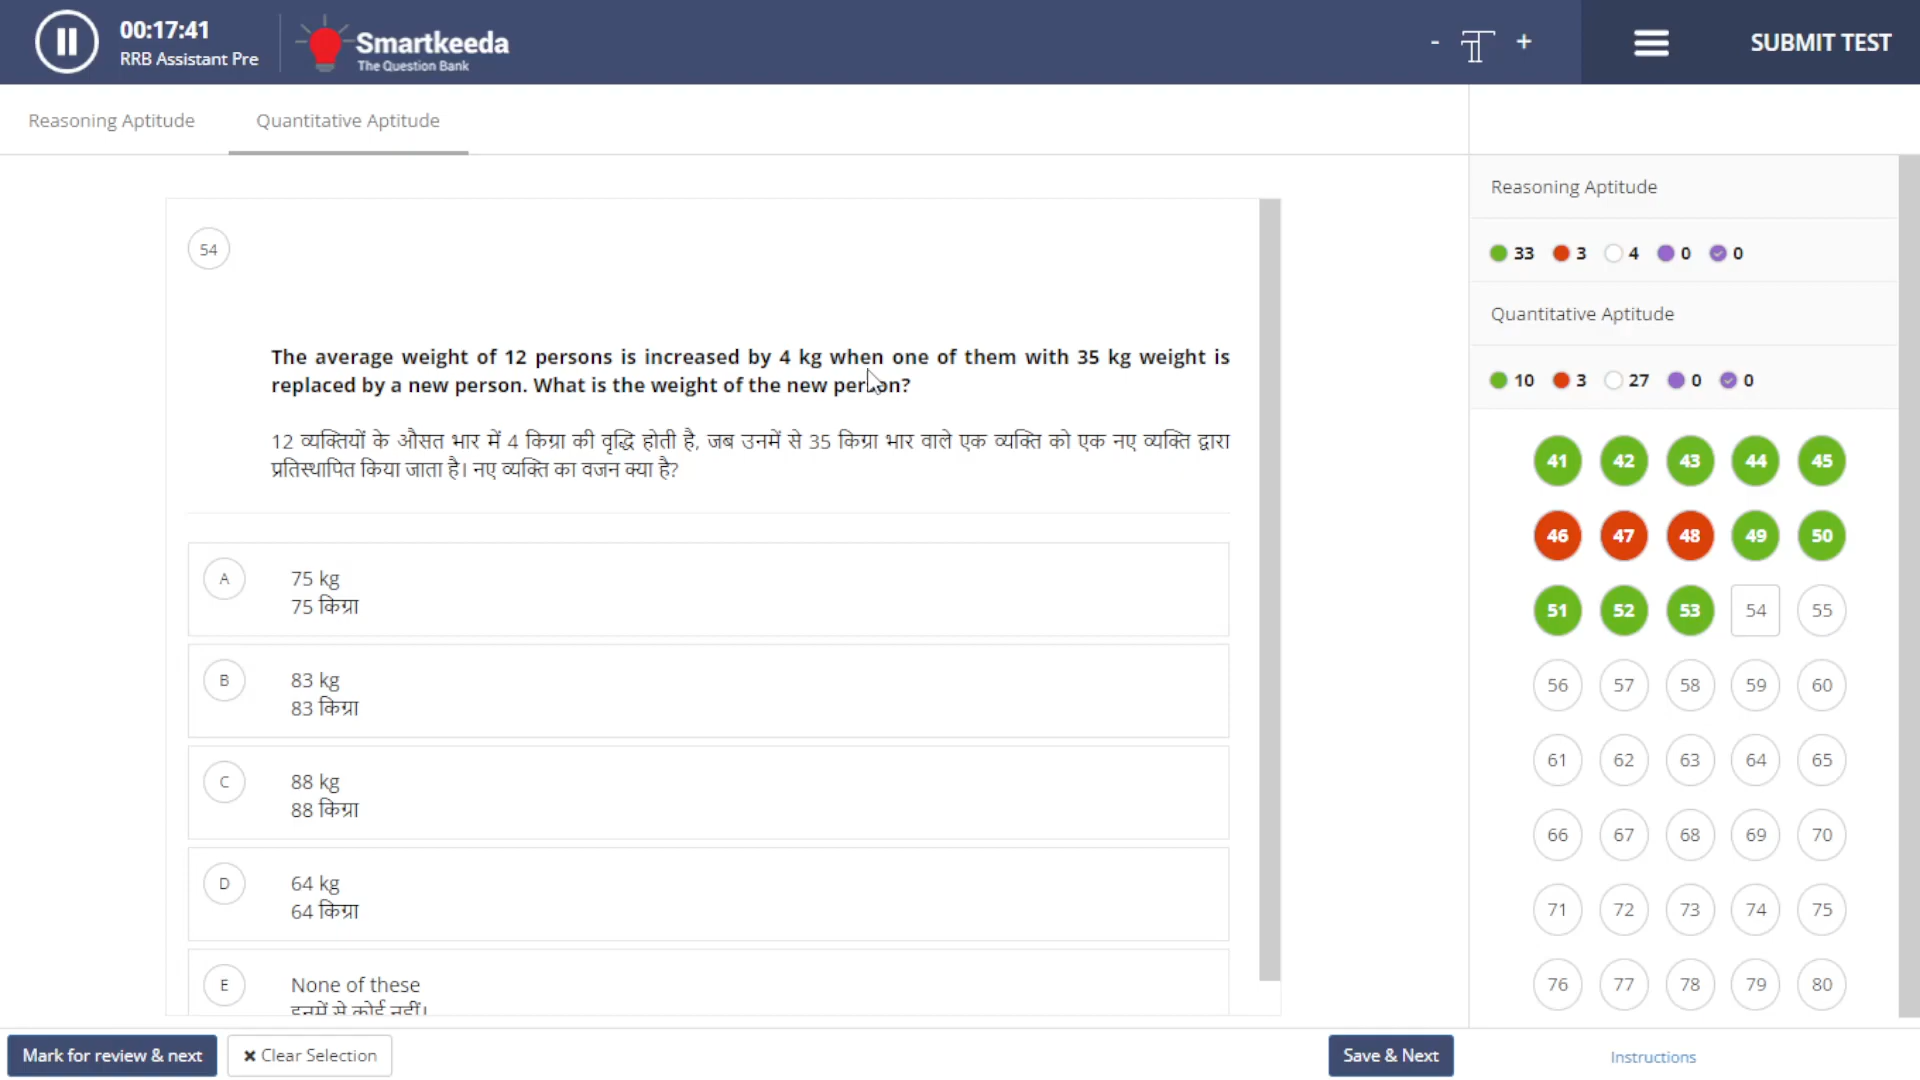 00:17:41
RRB Assistant Pre
Smartkeeda
The Question Bank
- T +
SUBMIT TEST
Reasoning Aptitude
Quantitative Aptitude
54
The average weight of 12 persons is increased by 4 kg when one of them with 35 kg weight is
replaced by a new person. What is the weight of the new person?
12 व्यक्तियों के औसत भार में 4 किग्रा की वृद्धि होती है, जब उनमें से 35 किग्रा भार वाले एक व्यक्ति को एक नए व्यक्ति द्वारा
प्रतिस्थापित किया जाता है। नए व्यक्ति का वजन क्या है?
A
75 kg
75 किग्रा
B
83 kg
83 किग्रा
C
88 kg
88 किग्रा
D
64 kg
64 किग्रा
E
None of these
इनमें से कोई नहीं।
Mark for review & next
✖ Clear Selection
Save & Next
Reasoning Aptitude
33 3 4 0 0
Quantitative Aptitude
10 3 27 0 0
41 42 43 44 45
46 47 48 49 50
51 52 53 54 55
56 57 58 59 60
61 62 63 64 65
66 67 68 69 70
71 72 73 74 75
76 77 78 79 80
Instructions